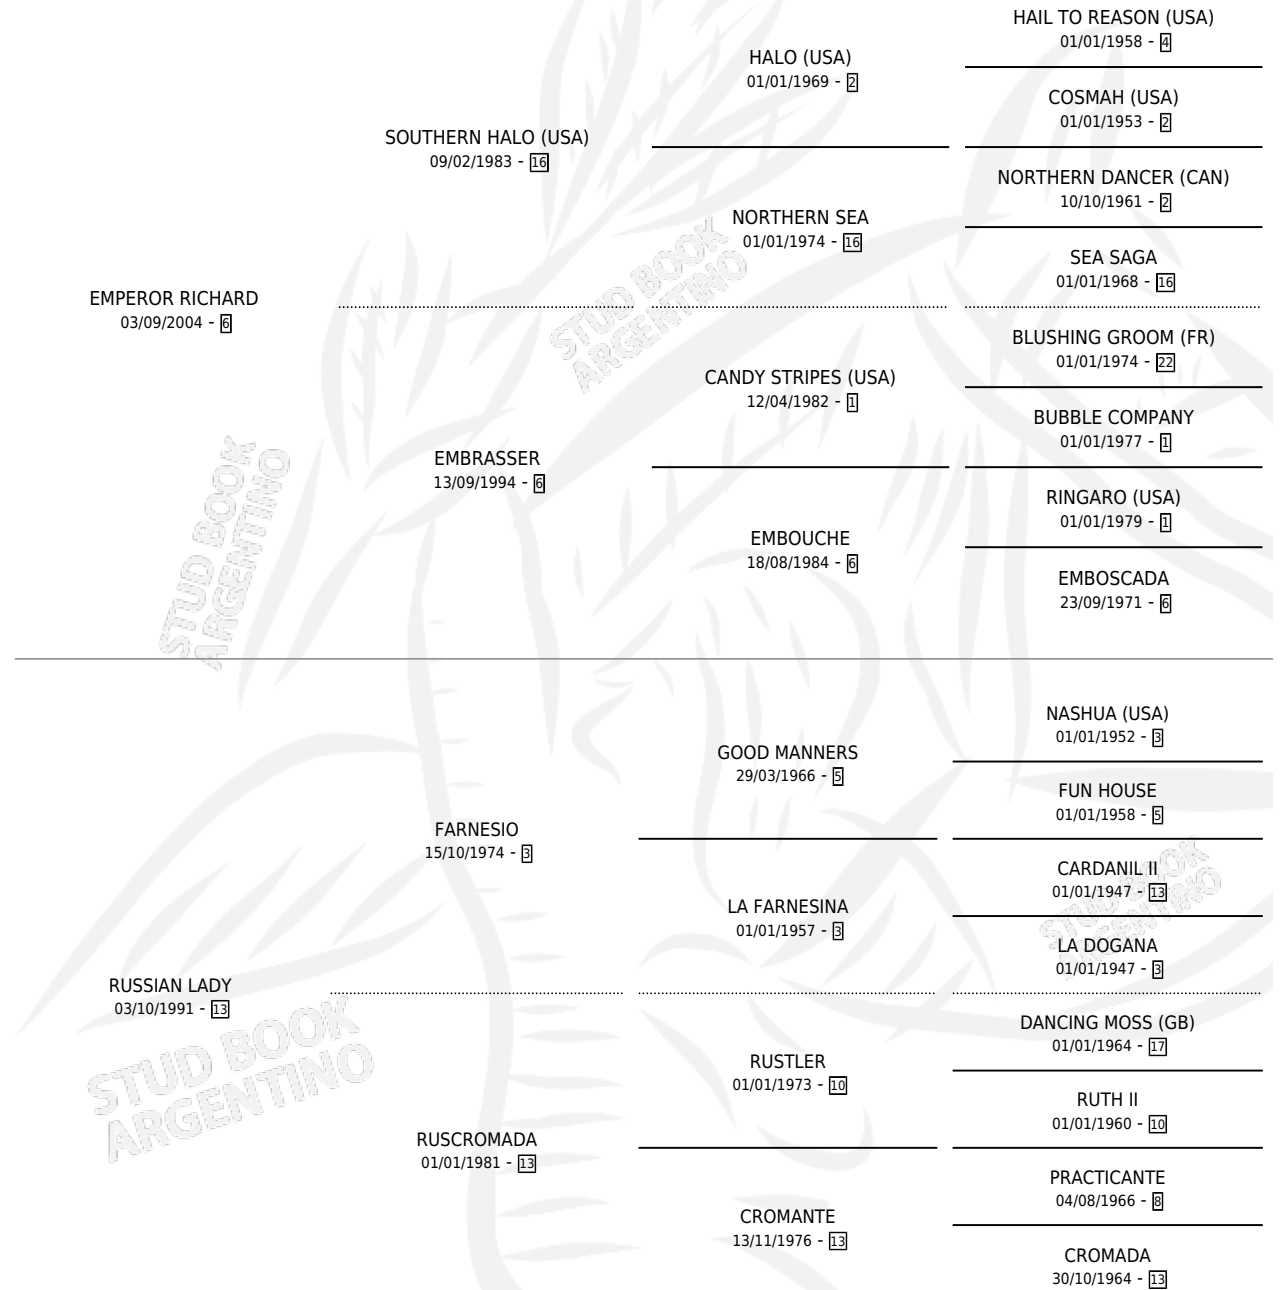 HAIL TO REASON (USA)
01/01/1958 - 4
HALO (USA)
01/01/1969 - 2
COSMAH (USA)
01/01/1953 - 2
SOUTHERN HALO (USA)
09/02/1983 - 16
NORTHERN DANCER (CAN)
10/10/1961 - 2
NORTHERN SEA
01/01/1974 - 16
SEA SAGA
01/01/1968 - 16
EMPEROR RICHARD
03/09/2004 - 6
STUD BOOK
ARGENTINO
BLUSHING GROOM (FR)
01/01/1974 - 22
CANDY STRIPES (USA)
12/04/1982 - 1
BUBBLE COMPANY
01/01/1977 - 1
EMBRASSER
13/09/1994 - 6
RINGARO (USA)
01/01/1979 - 1
EMBOUCHE
18/08/1984 - 6
EMBOSCADA
23/09/1971 - 6
STUD BOOK
ARGENTINO
NASHUA (USA)
01/01/1952 - 3
GOOD MANNERS
29/03/1966 - 5
FUN HOUSE
01/01/1958 - 5
FARNESIO
15/10/1974 - 3
CARDANIL II
01/01/1947 - 13
LA FARNESINA
01/01/1957 - 3
STUD BOOK
ARGENTINO
LA DOGANA
01/01/1947 - 3
RUSSIAN LADY
03/10/1991 - 13
STUD BOOK
ARGENTINO
DANCING MOSS (GB)
01/01/1964 - 17
RUSTLER
01/01/1973 - 10
RUTH II
01/01/1960 - 10
RUSCROMADA
01/01/1981 - 13
PRACTICANTE
04/08/1966 - 8
CROMANTE
13/11/1976 - 13
CROMADA
30/10/1964 - 13